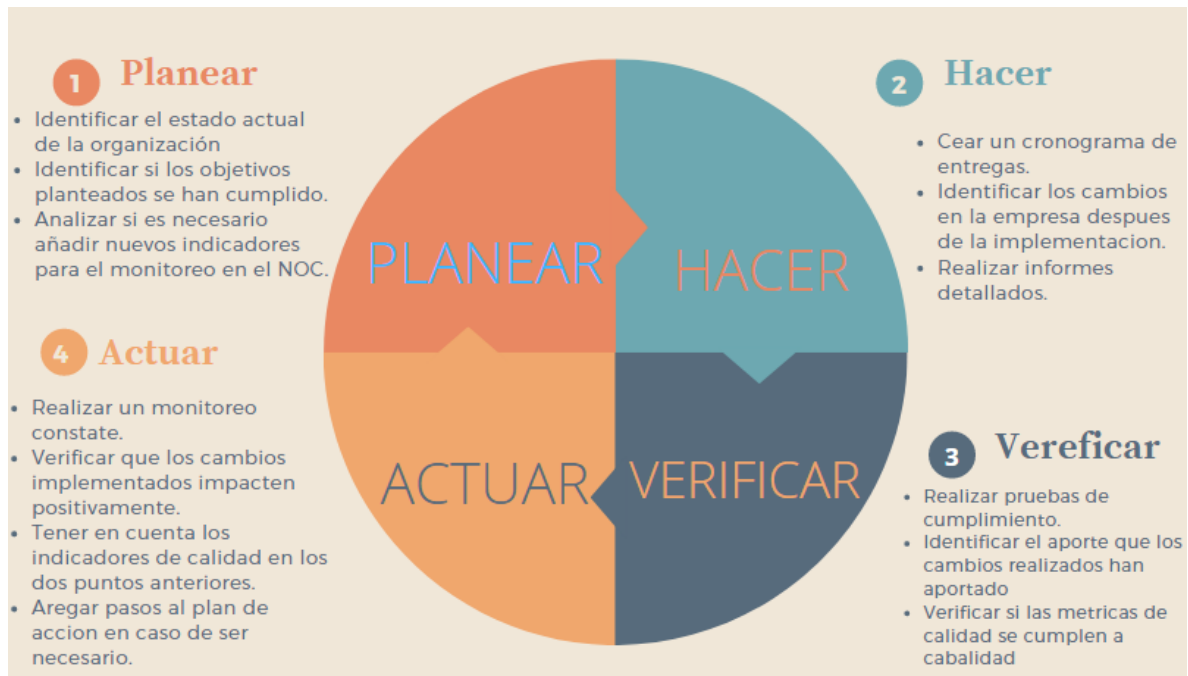 1 Planear
• Identificar el estado actual
de la organización
• Identificar si los objetivos
planteados se han cumplido.
• Analizar si es necesario
añadir nuevos indicadores
para el monitoreo en el NOC.
2 Hacer
• Cear un cronograma de
entregas.
• Identificar los cambios
en la empresa despues
de la implementacion.
• Realizar informes
detallados.
PLANEAR
HACER
ACTUAR
VERIFICAR
3 Vereficar
• Realizar pruebas de
cumplimiento.
• Identificar el aporte que los
cambios realizados han
aportado
• Verificar si las metricas de
calidad se cumplen a
cabalidad
4 Actuar
• Realizar un monitoreo
constate.
• Verificar que los cambios
implementados impacten
positivamente.
• Tener en cuenta los
indicadores de calidad en los
dos puntos anteriores.
• Aregar pasos al plan de
accion en caso de ser
necesario.